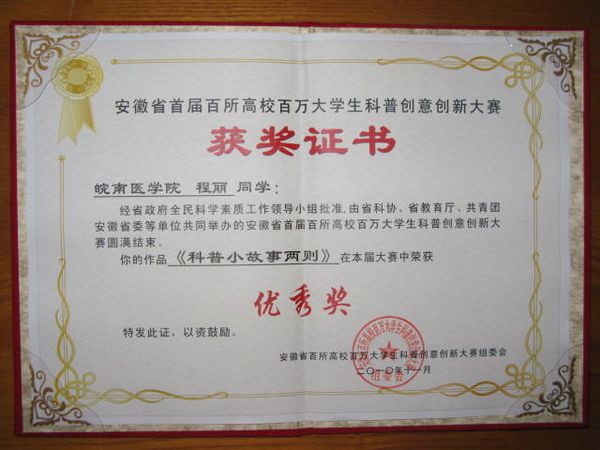 安徽省首届百所高校百万大学生科普创意创新大赛
获奖证书
皖南医学院 程丽 同学：
经省政府全民科学素质工作领导小组批准,由省科协、省教育厅、共青团
安徽省委等单位共同举办的安徽省首届百所高校百万大学生科普创意创新大
赛圆满结束。
你的作品《科普小故事两则》在本届大赛中荣获
优秀奖
特发此证，以资鼓励。
安徽省百所高校百万大学生科普创意创新大赛组委会
二〇一〇年十一月
组委会